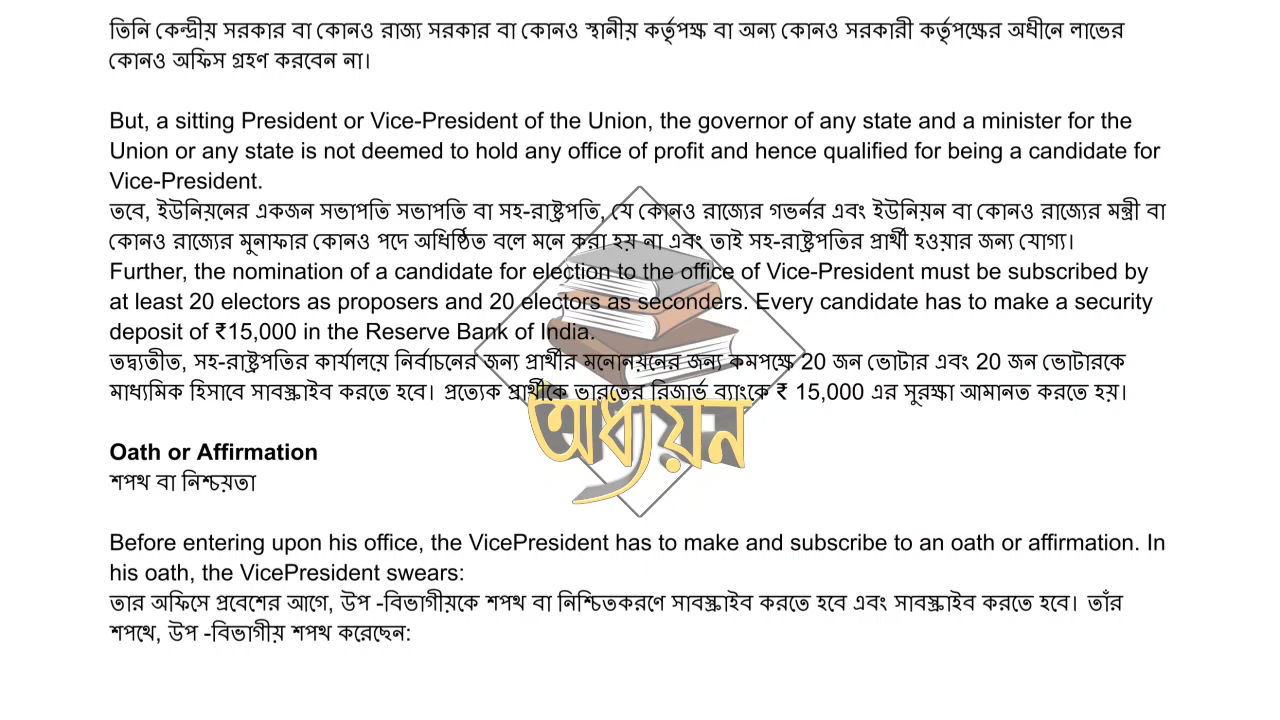 তিনি কেন্দ্রীয় সরকার বা কোনও রাজ্য সরকার বা কোনও স্থানীয় কর্তৃপক্ষ বা অন্য কোনও সরকারী কর্তৃপক্ষের অধীনে লাভের
কোনও অফিস গ্রহণ করবেন না।
But, a sitting President or Vice-President of the Union, the governor of any state and a minister for the
Union or any state is not deemed to hold any office of profit and hence qualified for being a candidate for
Vice-President.
তবে, ইউনিয়নের একজন সভাপতি সভাপতি বা সহ-রাষ্ট্রপতি, যে কোনও রাজ্যের গভর্নর এবং ইউনিয়ন বা কোনও রাজ্যের মন্ত্রী বা
কোনও রাজ্যের মুনাফার কোনও পদে অধিষ্ঠিত বলে মনে করা হয় না এবং তাই সহ-রাষ্ট্রপতির প্রার্থী হওয়ার জন্য যোগ্য।
Further, the nomination of a candidate for election to the office of Vice-President must be subscribed by
at least 20 electors as proposers and 20 electors as seconders. Every candidate has to make a security
deposit of ₹15,000 in the Reserve Bank of India.
তদ্ব্যতীত, সহ-রাষ্ট্রপতির কার্যালয়ে নির্বাচনের জন্য প্রার্থীর মনোনয়নের জন্য কমপক্ষে 20 জন ভোটার এবং 20 জন ভোটারকে
মাধ্যমিক হিসাবে সাবস্ক্রাইব করতে হবে। প্রত্যেক প্রার্থীকে ভারতের রিজার্ভ ব্যাংকে ₹ 15,000 এর সুরক্ষা আমানত করতে হয়।
অধ্যয়ন
Oath or Affirmation
শপথ বা নিশ্চয়তা
Before entering upon his office, the VicePresident has to make and subscribe to an oath or affirmation. In
his oath, the VicePresident swears:
তার অফিসে প্রবেশের আগে, উপ -বিভাগীয়কে শপথ বা নিশ্চিতকরণে সাবস্ক্রাইব করতে হবে এবং সাবস্ক্রাইব করতে হবে। তাঁর
শপথে, উপ -বিভাগীয় শপথ করেছেন: